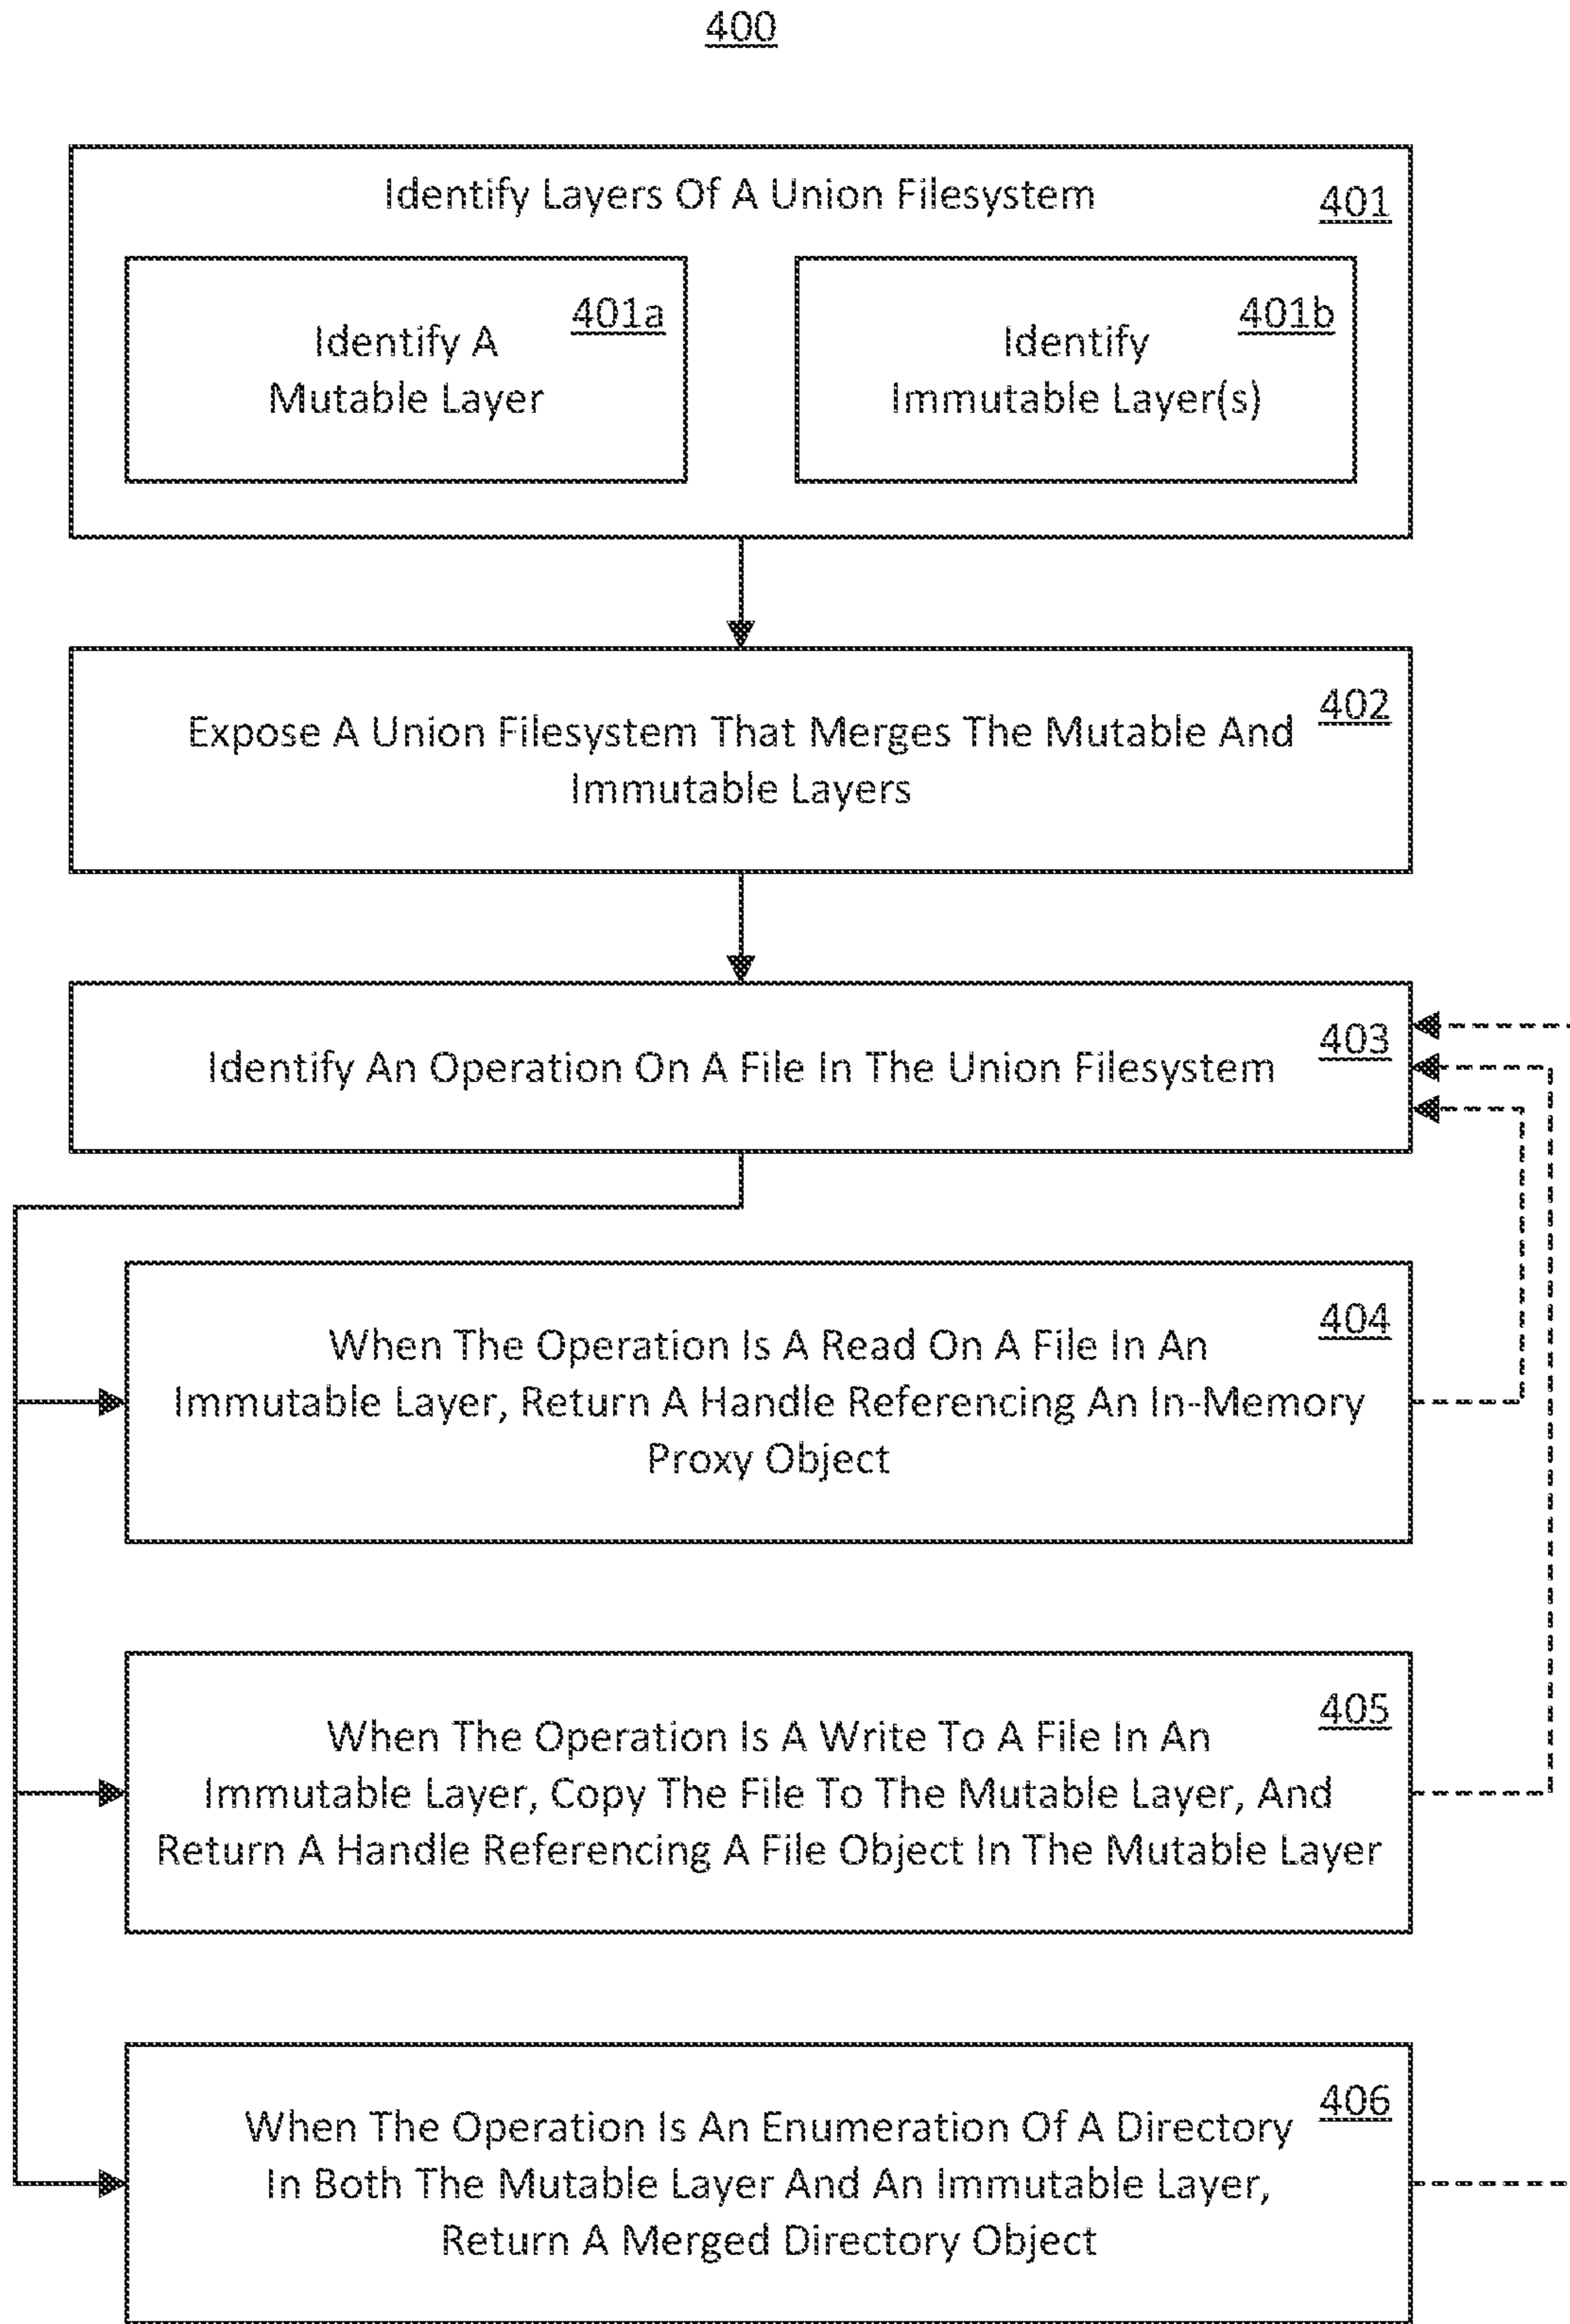 400
Identify Layers Of A Union Filesystem
401
401a
Identify A
Mutable Layer
401b
Identify
Immutable Layer(s)
402
Expose A Union Filesystem That Merges The Mutable And
Immutable Layers
403
Identify An Operation On A File In The Union Filesystem
404
When The Operation Is A Read On A File In An
Immutable Layer, Return A Handle Referencing An In-Memory
Proxy Object
405
When The Operation Is A Write To A File In An
Immutable Layer, Copy The File To The Mutable Layer, And
Return A Handle Referencing A File Object In The Mutable Layer
406
When The Operation Is An Enumeration Of A Directory
In Both The Mutable Layer And An Immutable Layer,
Return A Merged Directory Object